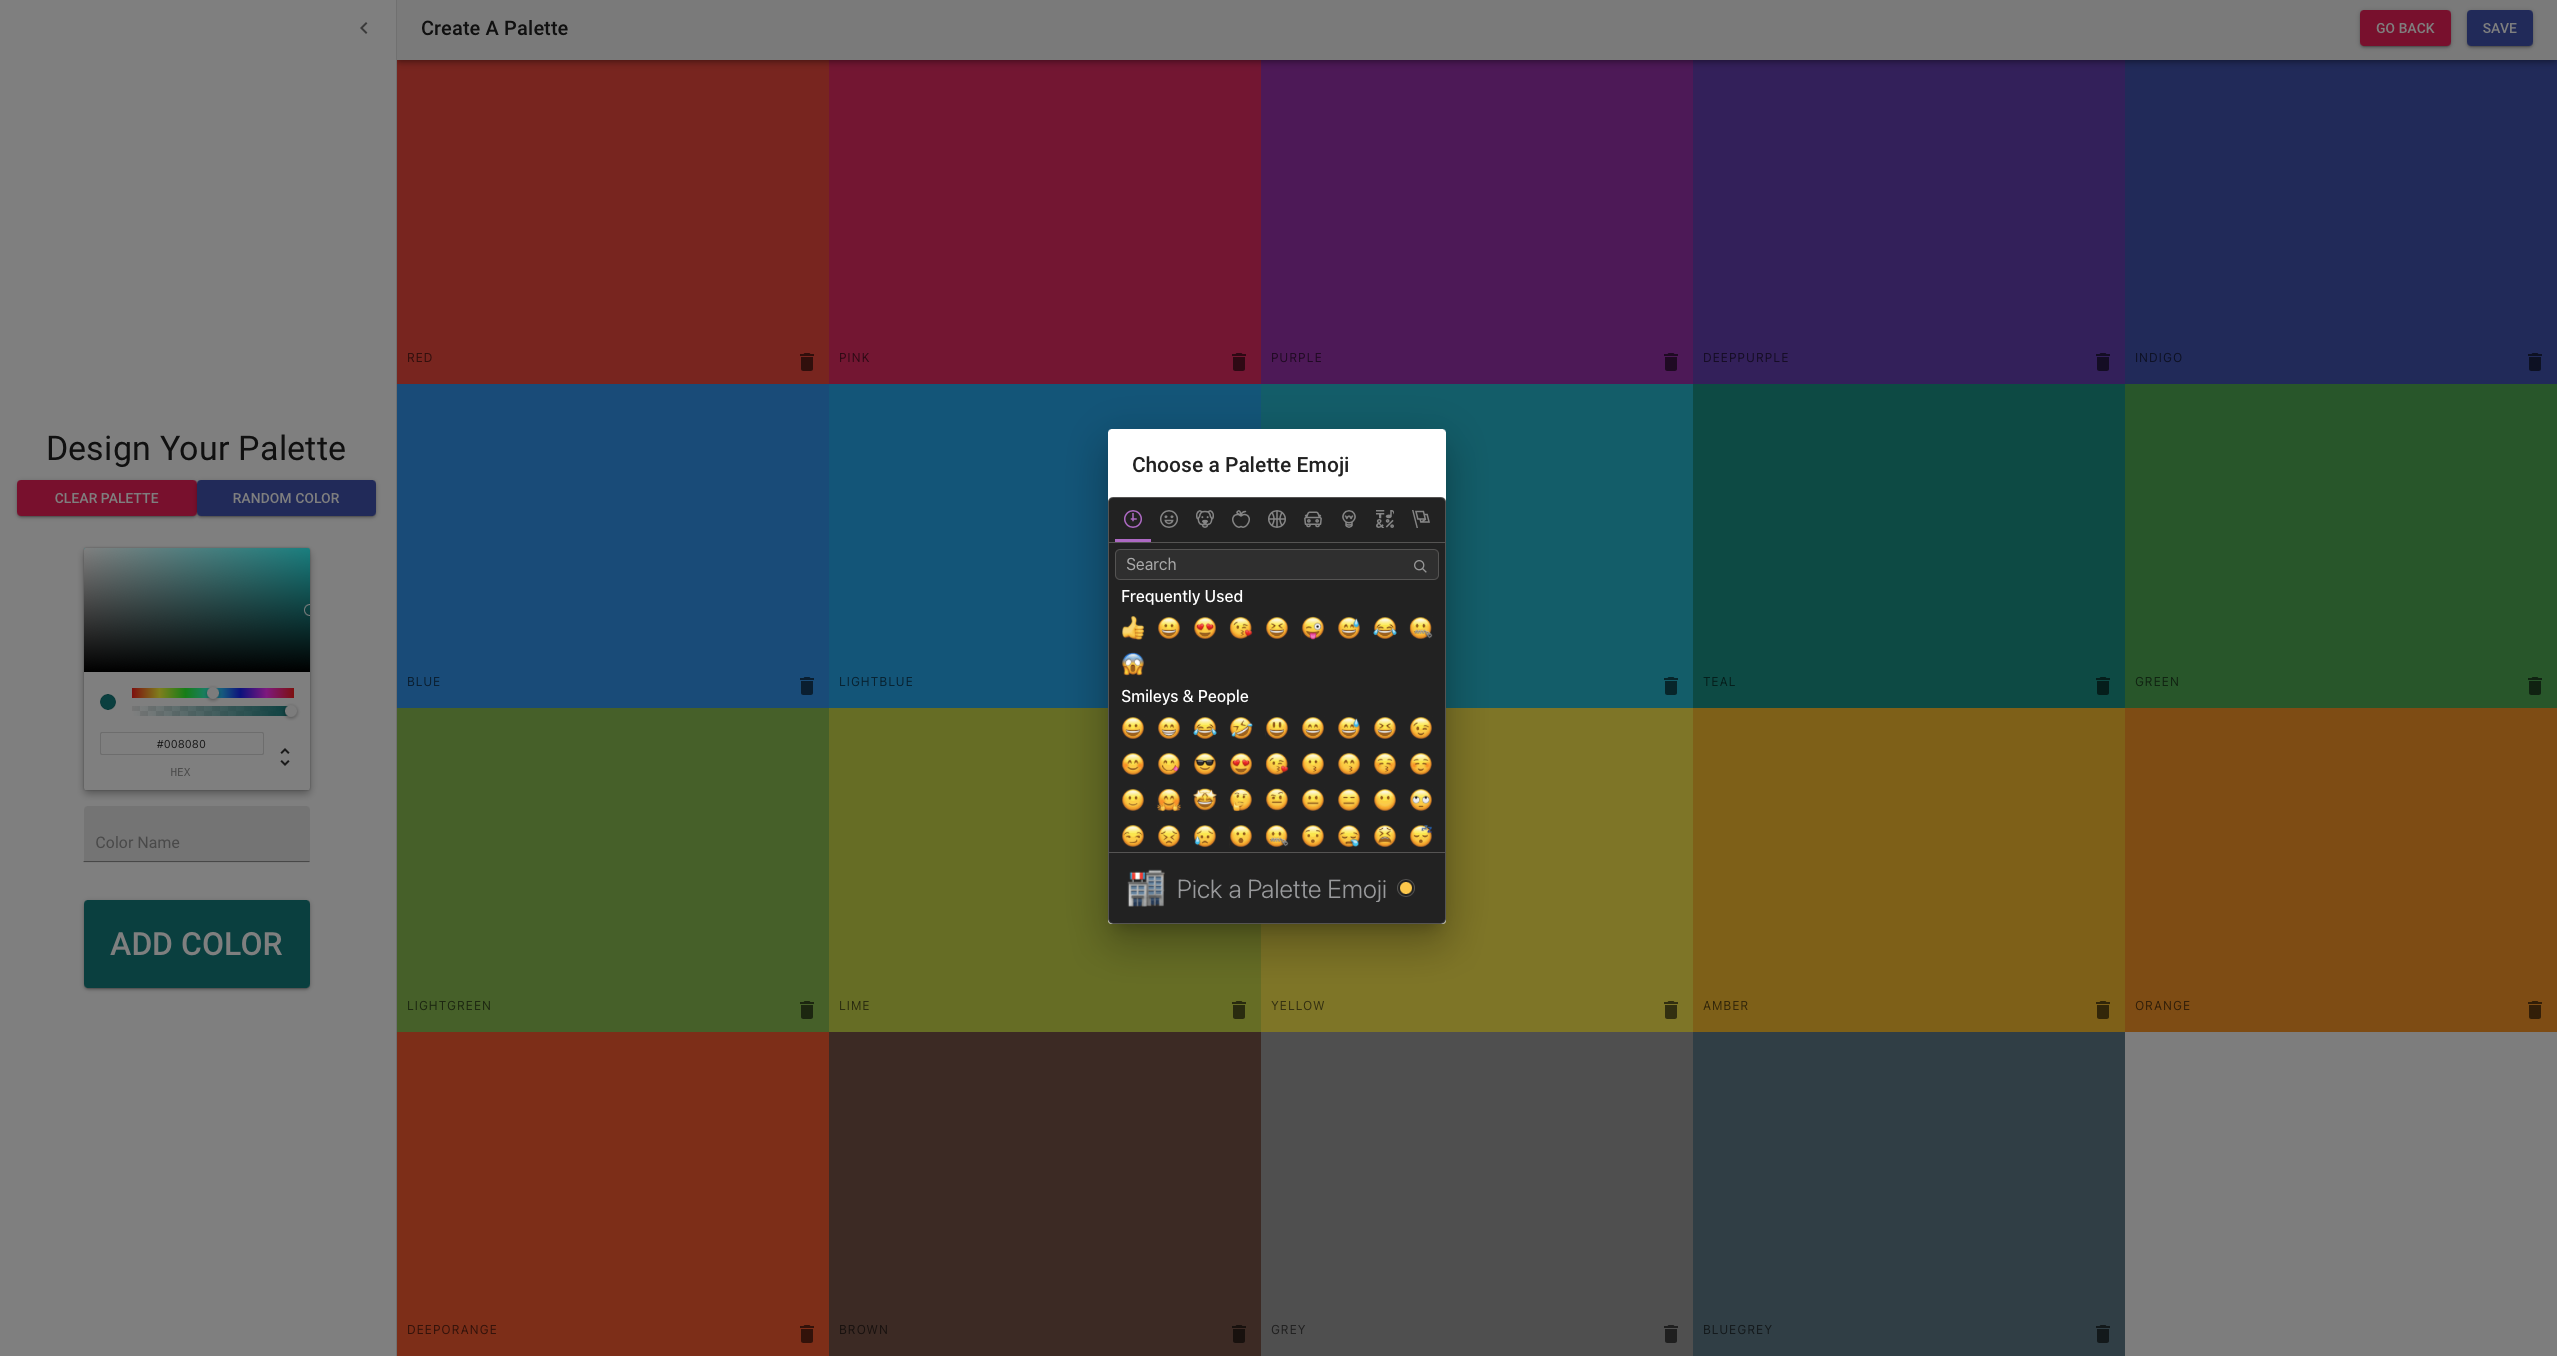 Create A Palette
GO BACK
SAVE
Design Your Palette
CLEAR PALETTE
RANDOM COLOR
#008080
HEX
Color Name
ADD COLOR
RED
PINK
PURPLE
DEEPPURPLE
INDIGO
BLUE
LIGHTBLUE
TEAL
GREEN
LIGHTGREEN
LIME
YELLOW
AMBER
ORANGE
DEEPORANGE
BROWN
GREY
BLUEGREY
Choose a Palette Emoji
Search
Frequently Used
Smileys & People
Pick a Palette Emoji